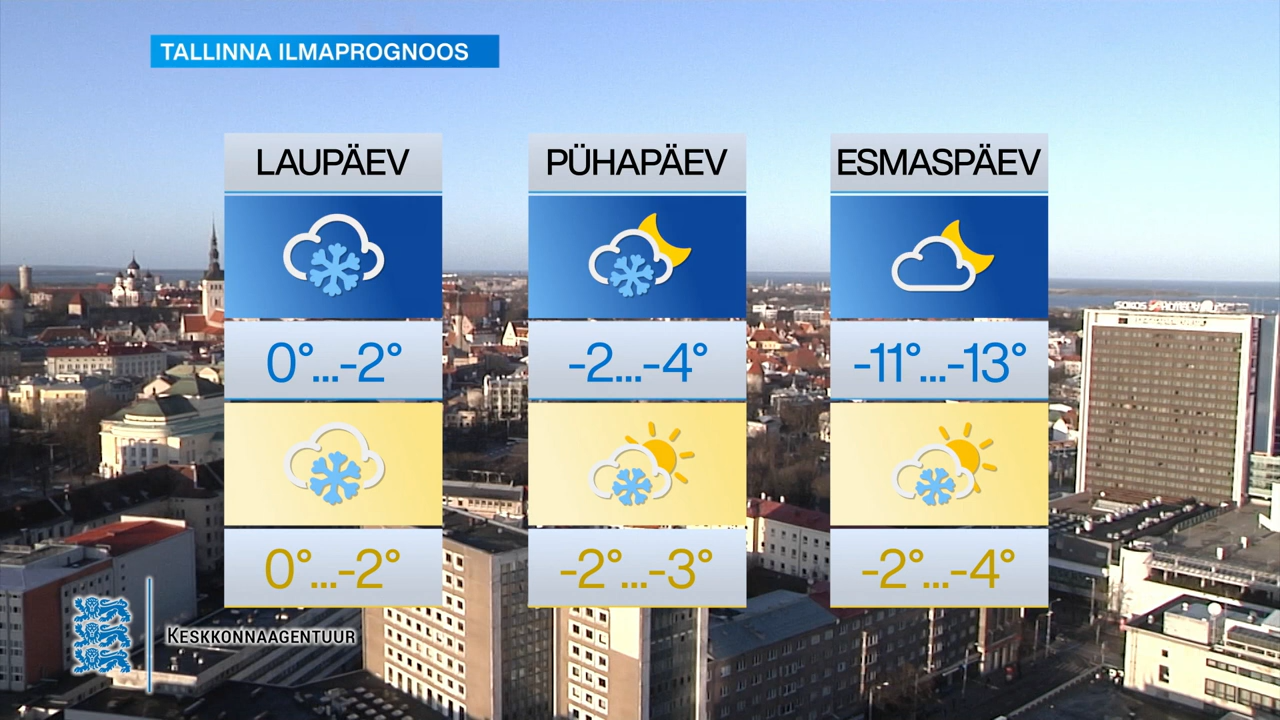 TALLINNA ILMAPROGNOOS
LAUPÄEV
PÜHAPÄEV
ESMASPÄEV
0°...-2°
-2...-4°
-11°...-13°
0°...-2°
-2°...-3°
-2°...-4°
KESKKONNAAGENTUUR